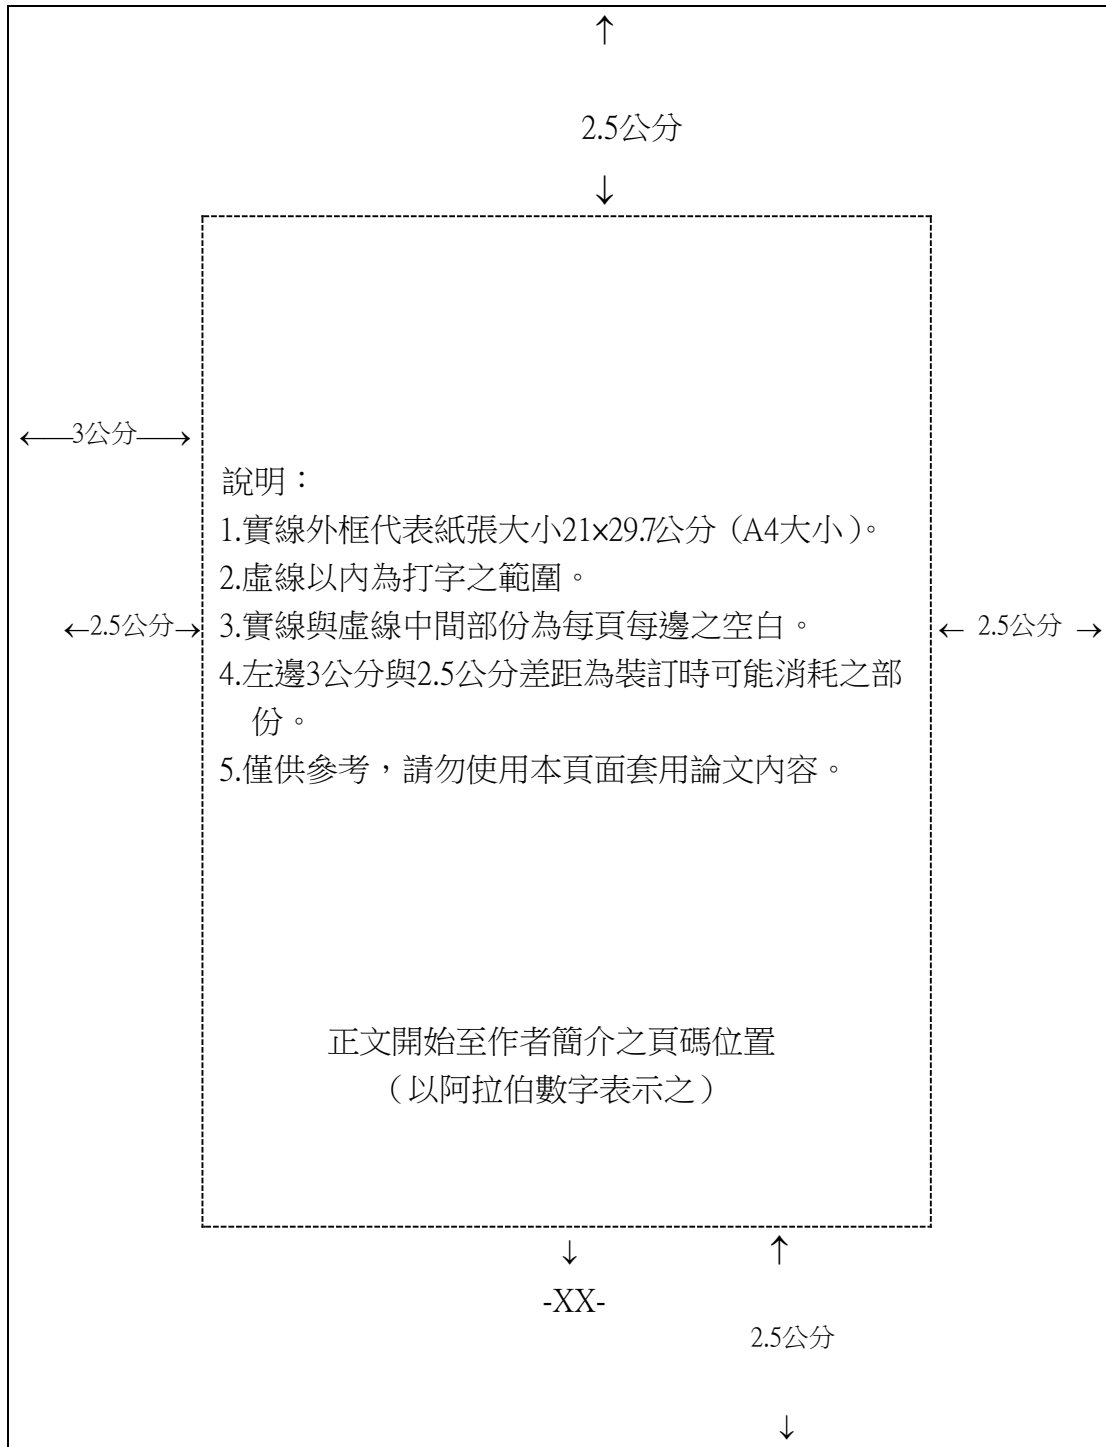 ↑
2.5公分
↓
←──3公分──→
說明：
1.實線外框代表紙張大小21×29.7公分（A4大小）。
2.虛線以內為打字之範圍。
←2.5公分→
3.實線與虛線中間部份為每頁每邊之空白。
← 2.5公分 →
4.左邊3公分與2.5公分差距為裝訂時可能消耗之部
份。
5.僅供參考，請勿使用本頁面套用論文內容。
正文開始至作者簡介之頁碼位置
（以阿拉伯數字表示之）
↓ ↑
-XX-
2.5公分
↓